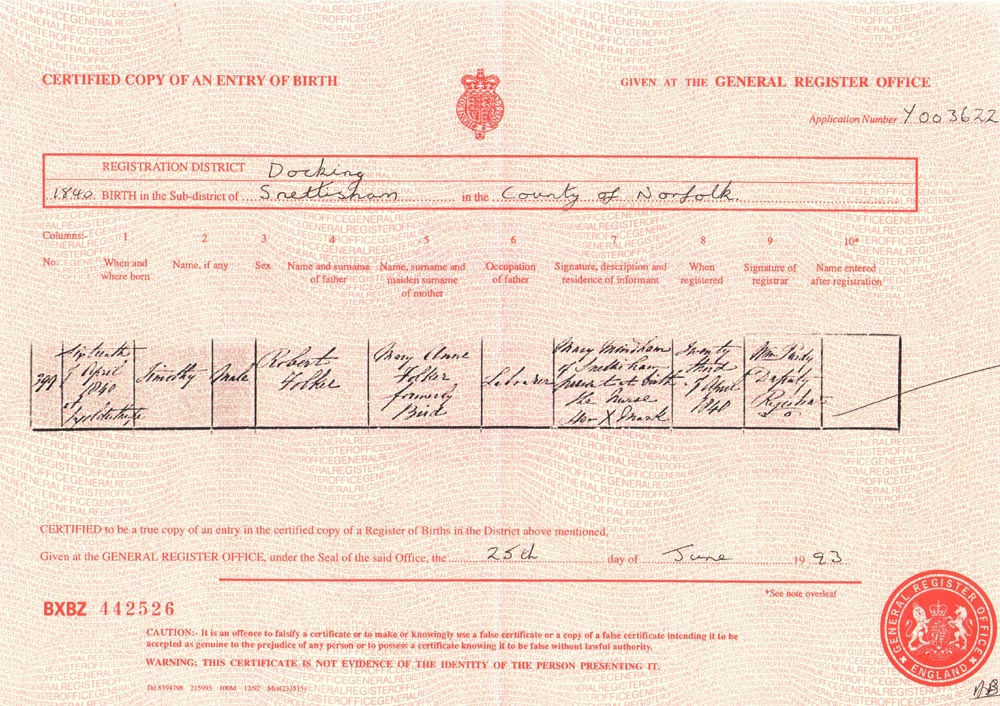 CERTIFIED COPY OF AN ENTRY OF BIRTH
GIVEN AT THE GENERAL REGISTER OFFICE
Application Number Y003622
REGISTRATION DISTRICT Docking
1840 BIRTH in the Sub-district of Snettisham in the County of Norfolk.
Columns:- 1 2 3 4 5 6 7 8 9 10*
No. When and where born Name, if any Sex Name and surname of father Name, surname and maiden surname of mother Occupation of father Signature, description and residence of informant When registered Signature of registrar Name entered after registration
399
April
1840
at
Timothy
Male
Robert
Folker
Mary Anne
Folker
formerly
Bird
Labourer
Mary
of Snettisham
present at birth
the Nurse
Her X Mark
Twenty
third
of April
1840
Wm
Deputy
Registrar
CERTIFIED to be a true copy of an entry in the certified copy of a Register of Births in the District above mentioned.
Given at the GENERAL REGISTER OFFICE, under the Seal of the said Office, the 25th day of June 1993
*See note overleaf
BXBZ 442526
CAUTION:- It is an offence to falsify a certificate or to make or knowingly use a false certificate or a copy of a false certificate intending it to be
accepted as genuine to the prejudice of any person or to possess a certificate knowing it to be false without lawful authority.
WARNING: THIS CERTIFICATE IS NOT EVIDENCE OF THE IDENTITY OF THE PERSON PRESENTING IT.
GENERAL REGISTER OFFICE
ENGLAND